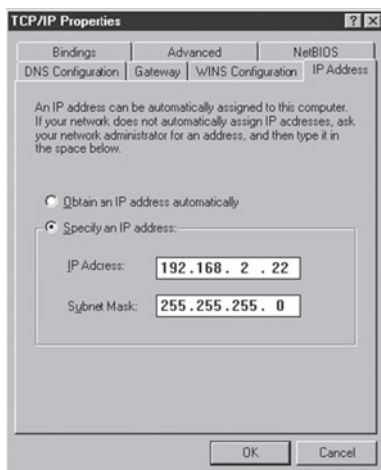 TCP/IP Properties
? ×
Bindings Advanced NetBIOS
DNS Configuration Gateway WINS Configuration IP Address
An IP address can be automatically assigned to this computer.
If your network does not automatically assign IP addresses, ask
your network administrator for an address, and then type it in
the space below.
Obtain an IP address automatically
Specify an IP address:
IP Address:
192.168. 2 .22
Subnet Mask:
255.255.255. 0
OK Cancel